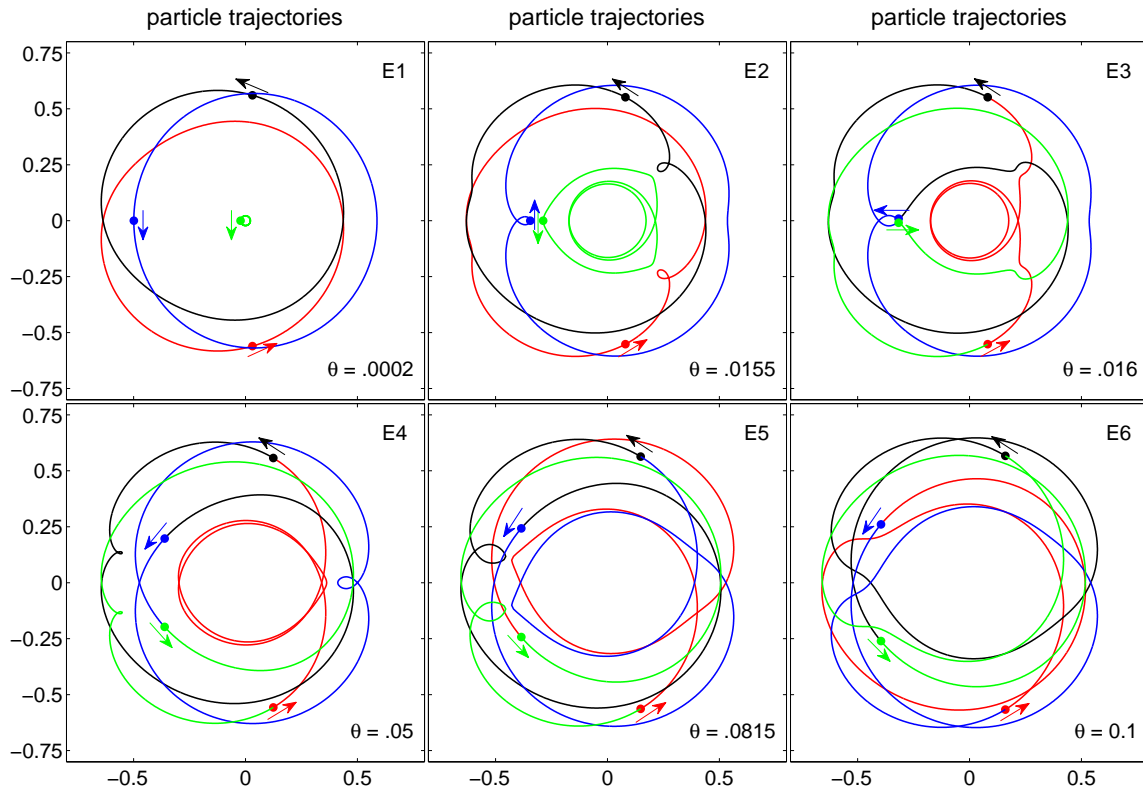 particle trajectories particle trajectories particle trajectories
0.75
0.5
0.25
0
−0.25
−0.5
−0.75
E1
θ = .0002
E2
θ = .0155
E3
θ = .016
0.75
0.5
0.25
0
−0.25
−0.5
−0.75
E4
θ = .05
E5
θ = .0815
E6
θ = 0.1
−0.5 0 0.5 −0.5 0 0.5 −0.5 0 0.5